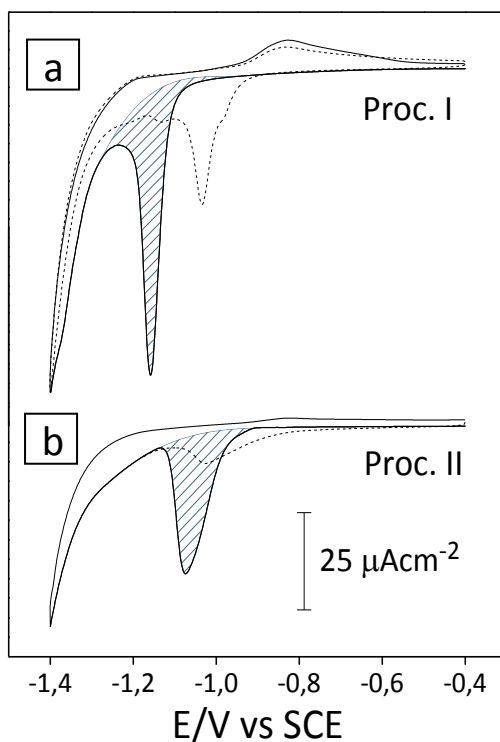 a
Proc. I
b
Proc. II
25 μAcm-2
-1,4 -1,2 -1,0 -0,8 -0,6 -0,4
E/V vs SCE